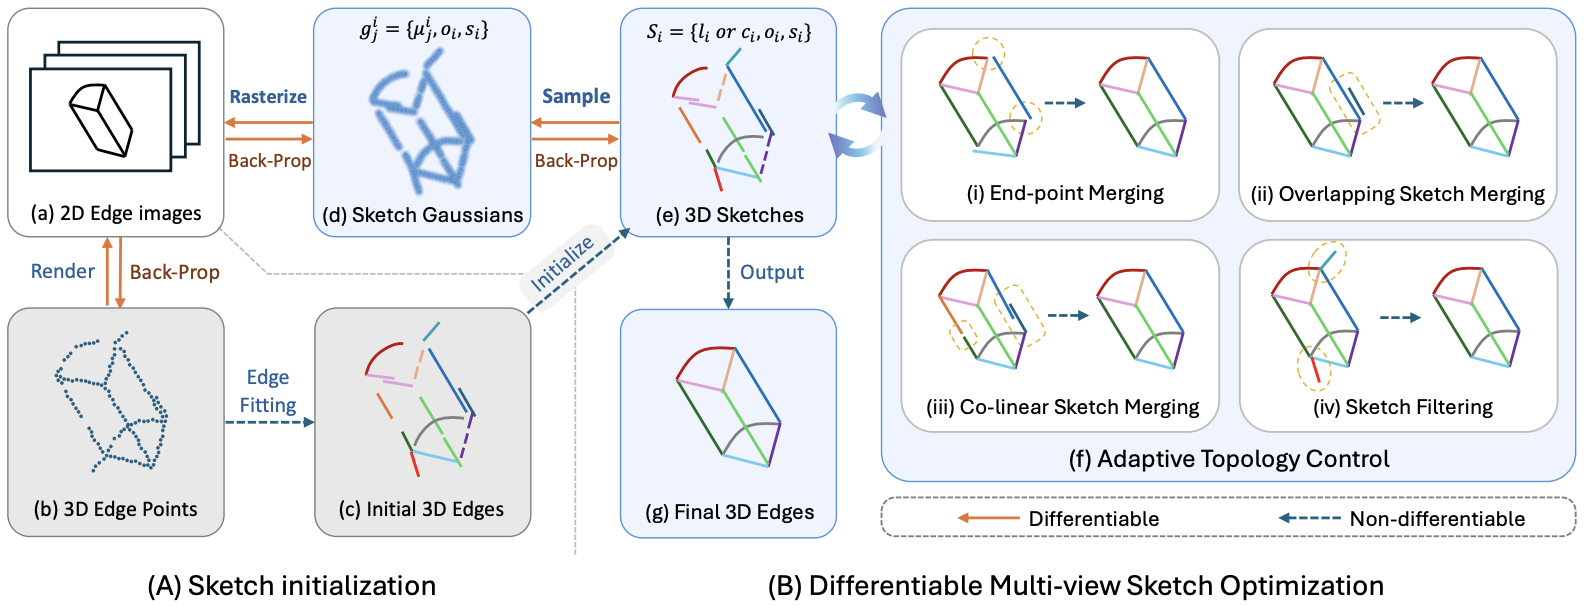 (a) 2D Edge images
Rasterize
Back-Prop
g_j^i = {μ_j^i, o_i, s_i}
(d) Sketch Gaussians
Sample
Back-Prop
S_i = {l_i or c_i, o_i, s_i}
(e) 3D Sketches
Render
Back-Prop
Initialize
Output
(b) 3D Edge Points
Edge
Fitting
(c) Initial 3D Edges
(g) Final 3D Edges
(i) End-point Merging
(ii) Overlapping Sketch Merging
(iii) Co-linear Sketch Merging
(iv) Sketch Filtering
(f) Adaptive Topology Control
Differentiable
Non-differentiable
(A) Sketch initialization
(B) Differentiable Multi-view Sketch Optimization